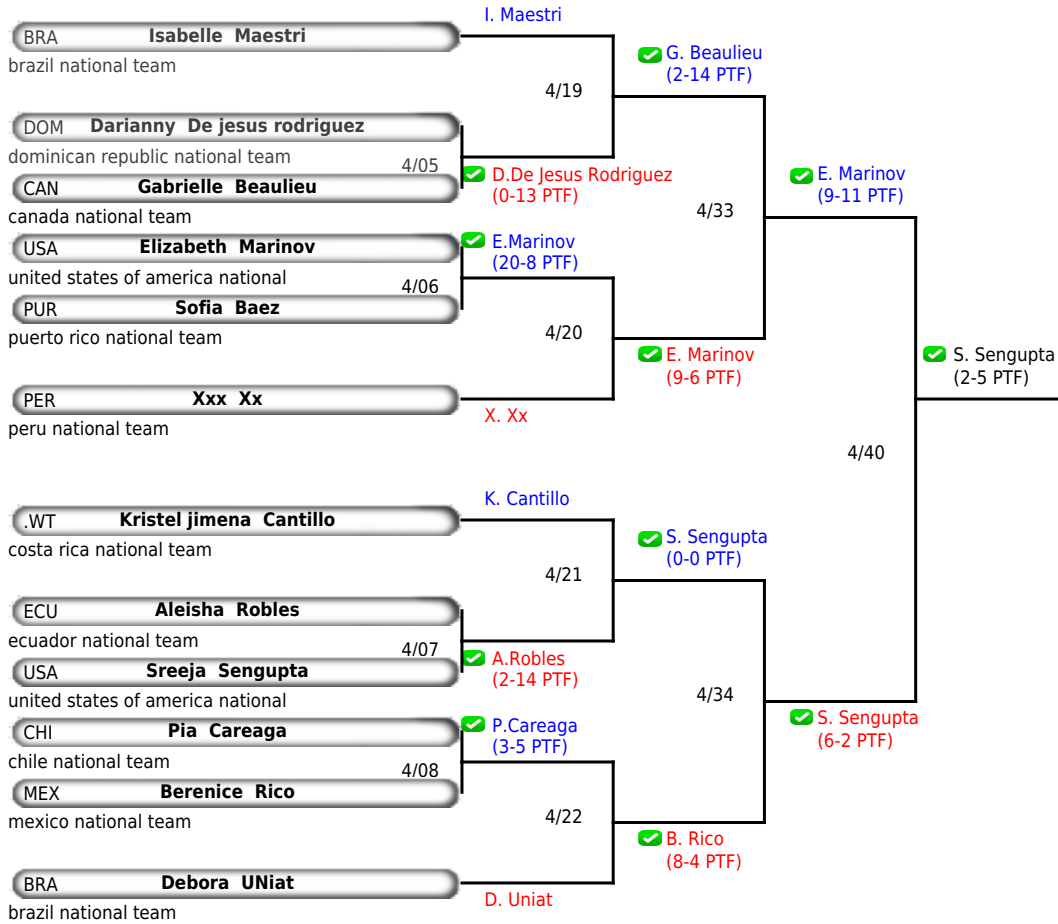 I. Maestri
BRA Isabelle Maestri
brazil national team
G. Beaulieu
(2-14 PTF)
4/19
DOM Darianny De jesus rodriguez
dominican republic national team
4/05
D.De Jesus Rodriguez
(0-13 PTF)
CAN Gabrielle Beaulieu
canada national team
E. Marinov
(9-11 PTF)
4/33
USA Elizabeth Marinov
united states of america national
E.Marinov
(20-8 PTF)
4/06
PUR Sofia Baez
puerto rico national team
4/20
E. Marinov
(9-6 PTF)
S. Sengupta
(2-5 PTF)
PER Xxx Xx
peru national team
X. Xx
4/40
K. Cantillo
.WT Kristel jimena Cantillo
costa rica national team
S. Sengupta
(0-0 PTF)
4/21
ECU Aleisha Robles
ecuador national team
4/07
A.Robles
(2-14 PTF)
USA Sreeja Sengupta
united states of america national
4/34
S. Sengupta
(6-2 PTF)
CHI Pia Careaga
chile national team
P.Careaga
(3-5 PTF)
4/08
MEX Berenice Rico
mexico national team
4/22
B. Rico
(8-4 PTF)
BRA Debora UNiat
brazil national team
D. Uniat